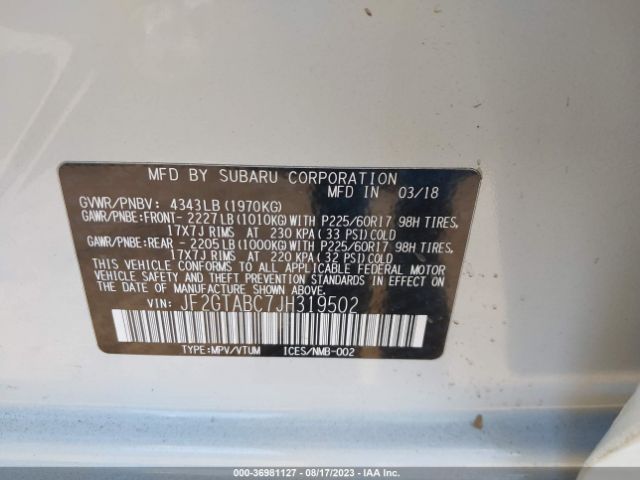 MFD BY SUBARU CORPORATION
MFD IN 03/18
GVWR/PNBV: 4343LB(1970KG)
GAWR/PNBE:FRONT- 2227LB(1010KG)WITH P225/60R17 98H TIRES,
17X7J RIMS AT 230 KPA( 33 PSI)COLD
GAWR/PNBE:REAR - 2205LB(1000KG)WITH P225/60R17 98H TIRES,
17X7J RIMS AT 220 KPA( 32 PSI)COLD
THIS VEHICLE CONFORMS TO ALL APPLICABLE FEDERAL MOTOR
VEHICLE SAFETY AND BUMPER STANDARDS IN EFFECT ON
THE DATE OF MANUFACTURE SHOWN ABOVE.
VIN: JF2GTABC7JH319502
TYPE:MPV/VTUM ICES/NMB-002
000-36981127 - 08/17/2023 - IAA Inc.